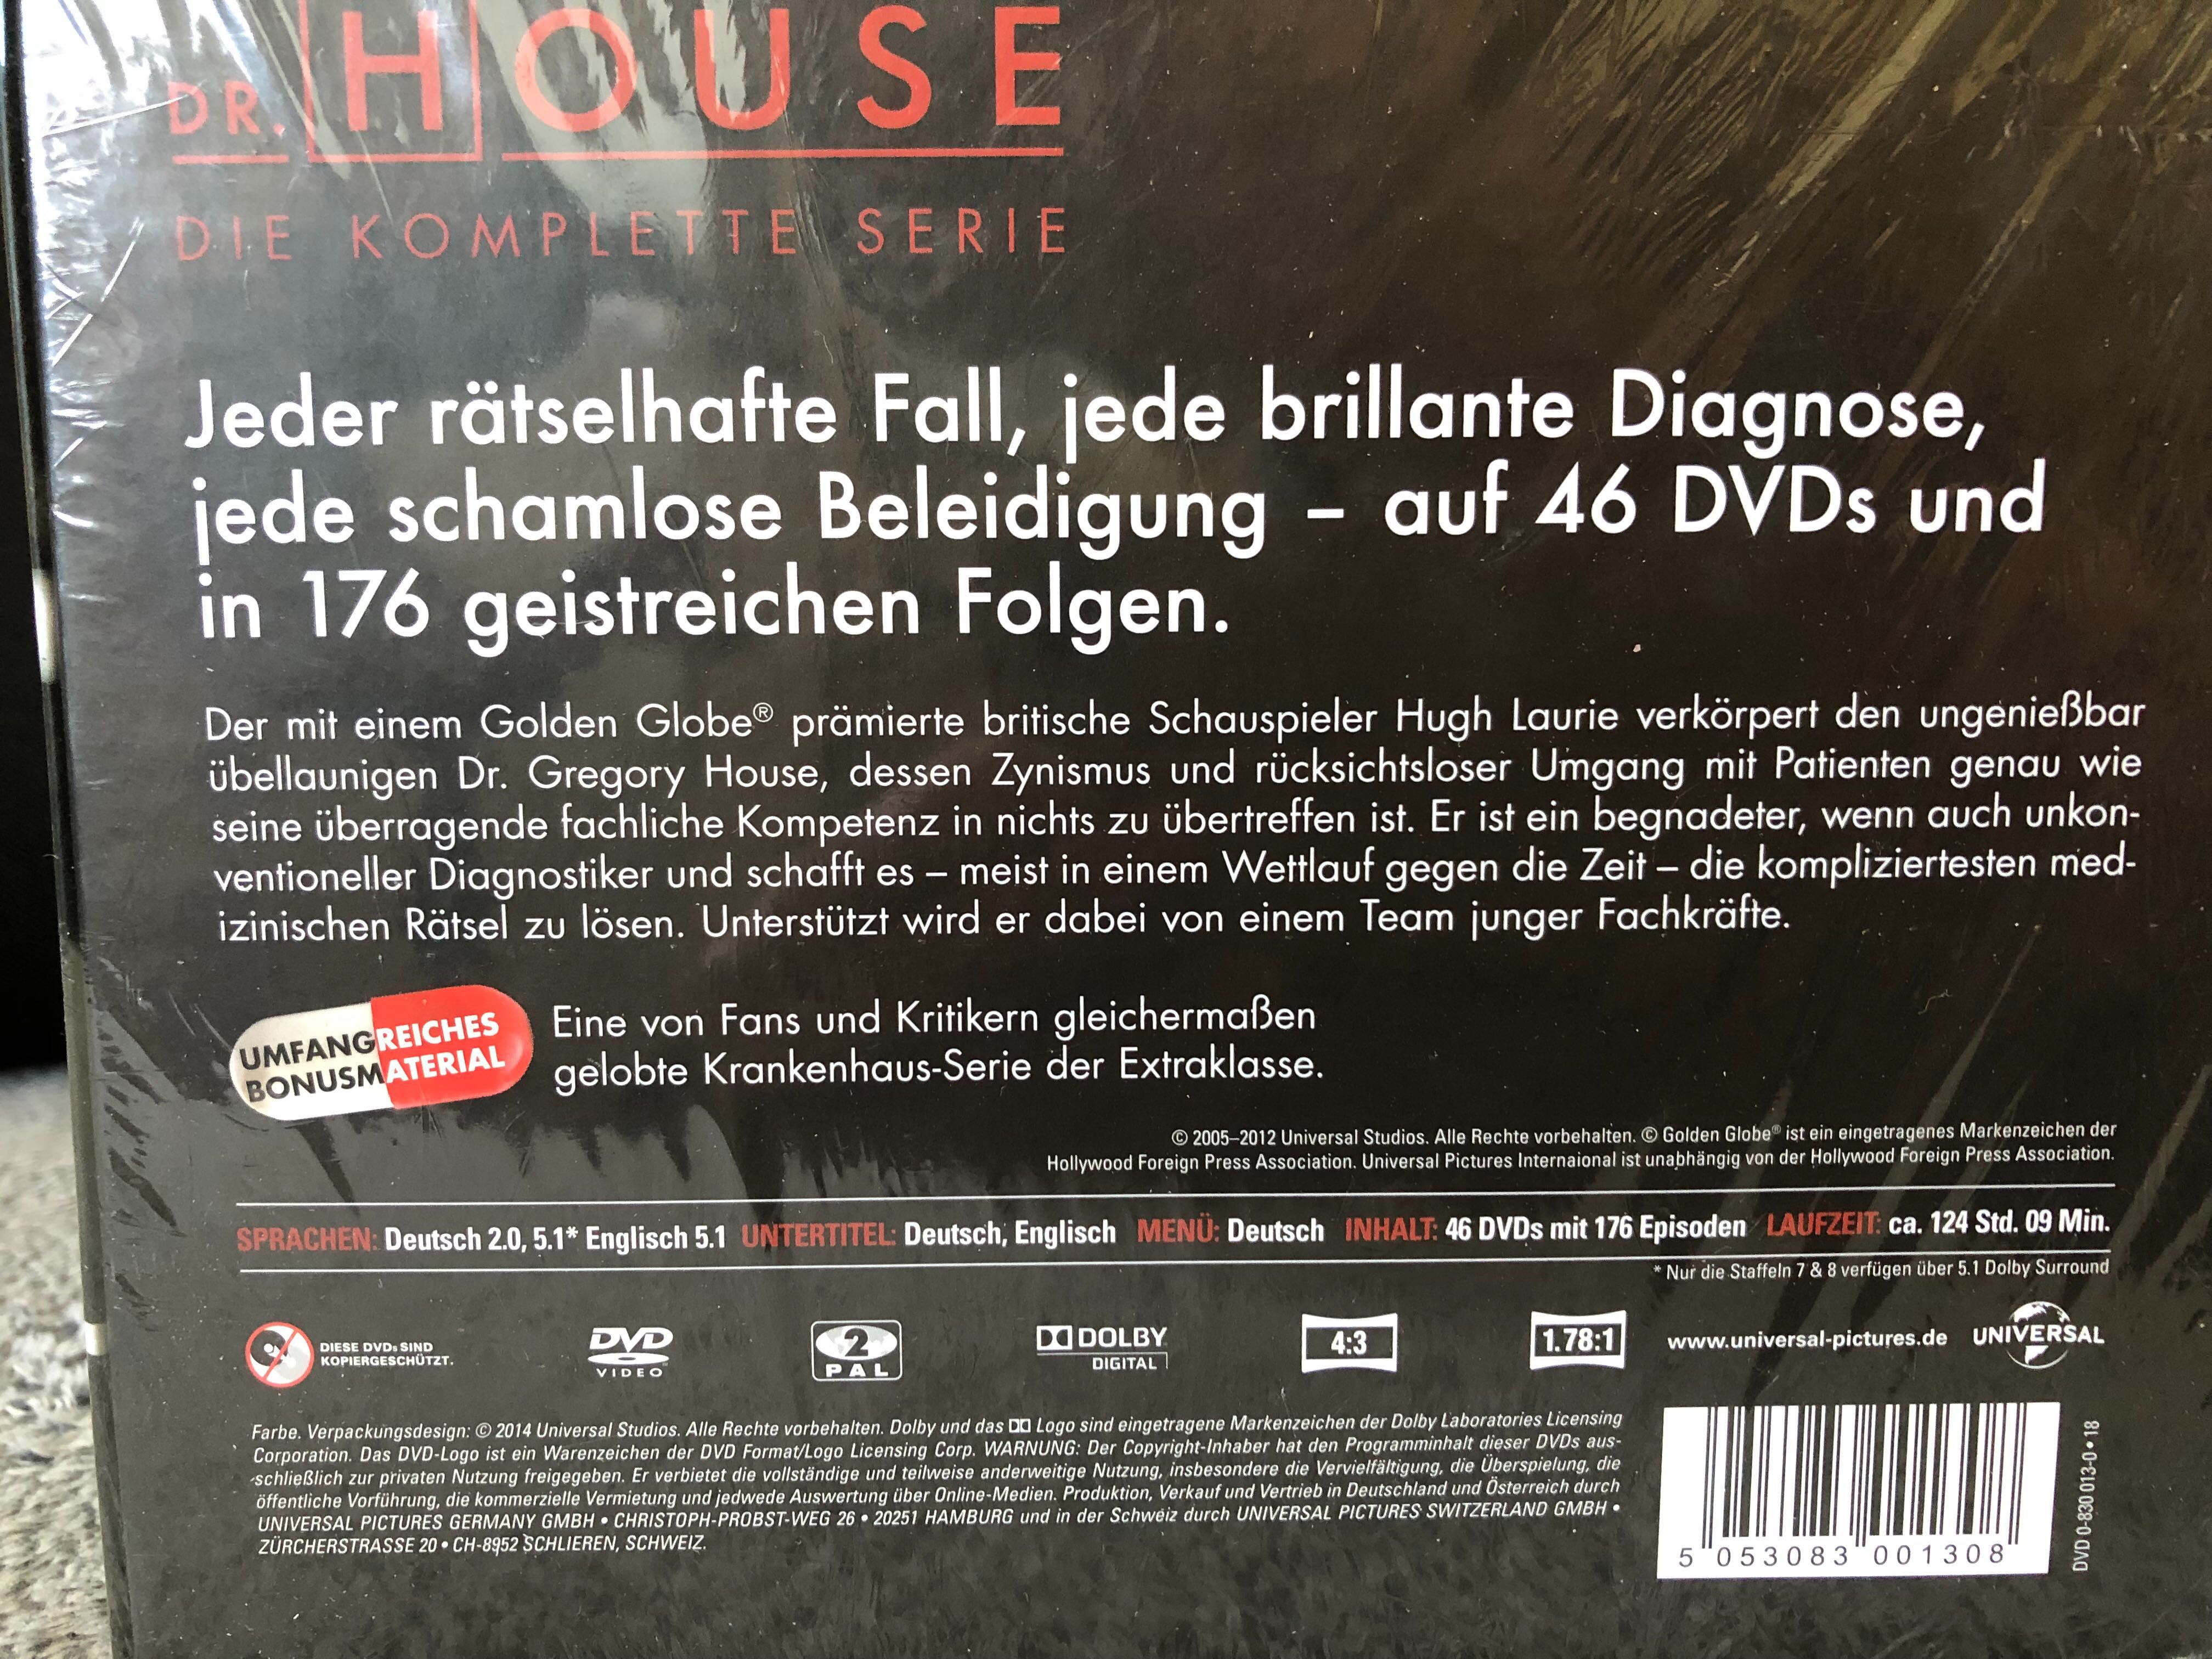 DR. HOUSE
DIE KOMPLETTE SERIE
Jeder rätselhafte Fall, jede brillante Diagnose,
jede schamlose Beleidigung – auf 46 DVDs und
in 176 geistreichen Folgen.
Der mit einem Golden Globe® prämierte britische Schauspieler Hugh Laurie verkörpert den ungenießbar
übellaunigen Dr. Gregory House, dessen Zynismus und rücksichtsloser Umgang mit Patienten genau wie
seine überragende fachliche Kompetenz in nichts zu übertreffen ist. Er ist ein begnadeter, wenn auch unkon-
ventioneller Diagnostiker und schafft es – meist in einem Wettlauf gegen die Zeit – die kompliziertesten med-
izinischen Rätsel zu lösen. Unterstützt wird er dabei von einem Team junger Fachkräfte.
UMFANGREICHES
BONUSMATERIAL
Eine von Fans und Kritikern gleichermaßen
gelobte Krankenhaus-Serie der Extraklasse.
© 2005–2012 Universal Studios. Alle Rechte vorbehalten. © Golden Globe® ist ein eingetragenes Markenzeichen der
Hollywood Foreign Press Association. Universal Pictures Internaional ist unabhängig von der Hollywood Foreign Press Association.
SPRACHEN: Deutsch 2.0, 5.1* Englisch 5.1 UNTERTITEL: Deutsch, Englisch MENÜ: Deutsch INHALT: 46 DVDs mit 176 Episoden LAUFZEIT: ca. 124 Std. 09 Min.
* Nur die Staffeln 7 & 8 verfügen über 5.1 Dolby Surround
DIESE DVDs SIND
KOPIERGESCHÜTZT.
DVD
VIDEO
2
PAL
DOLBY
DIGITAL
4:3
1.78:1
www.universal-pictures.de
UNIVERSAL
Farbe. Verpackungsdesign: © 2014 Universal Studios. Alle Rechte vorbehalten. Dolby und das Logo sind eingetragene Markenzeichen der Dolby Laboratories Licensing
Corporation. Das DVD-Logo ist ein Warenzeichen der DVD Format/Logo Licensing Corp. WARNUNG: Der Copyright-Inhaber hat den Programminhalt dieser DVDs aus-
schließlich zur privaten Nutzung freigegeben. Er verbietet die vollständige und teilweise anderweitige Nutzung, insbesondere die Vervielfältigung, die Überspielung, die
öffentliche Vorführung, die kommerzielle Vermietung und jedwede Auswertung über Online-Medien. Produktion, Verkauf und Vertrieb in Deutschland und Österreich durch
UNIVERSAL PICTURES GERMANY GMBH • CHRISTOPH-PROBST-WEG 26 • 20251 HAMBURG und in der Schweiz durch UNIVERSAL PICTURES SWITZERLAND GMBH •
ZÜRCHERSTRASSE 20 • CH-8952 SCHLIEREN, SCHWEIZ.
5 053083 001308
DVD 0-830 013-0 • 18